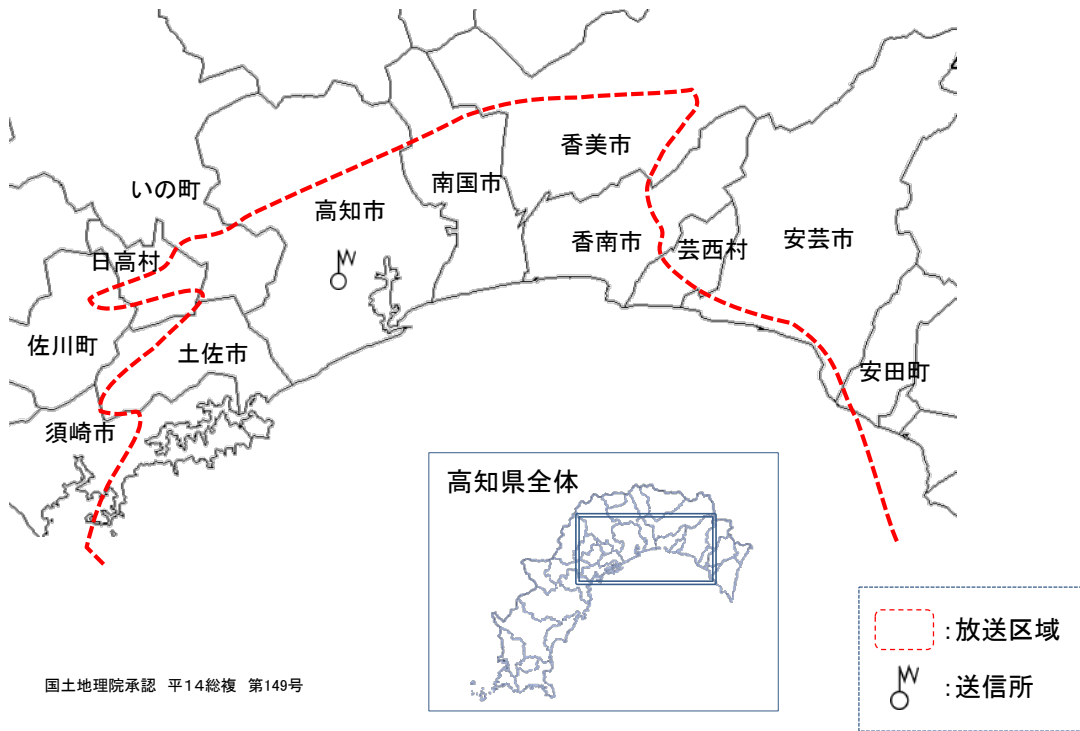 香美市
いの町
南国市
高知市
香南市
芸西村
安芸市
日高村
佐川町
土佐市
安田町
須崎市
高知県全体
:放送区域
:送信所
国土地理院承認 平14総複 第149号